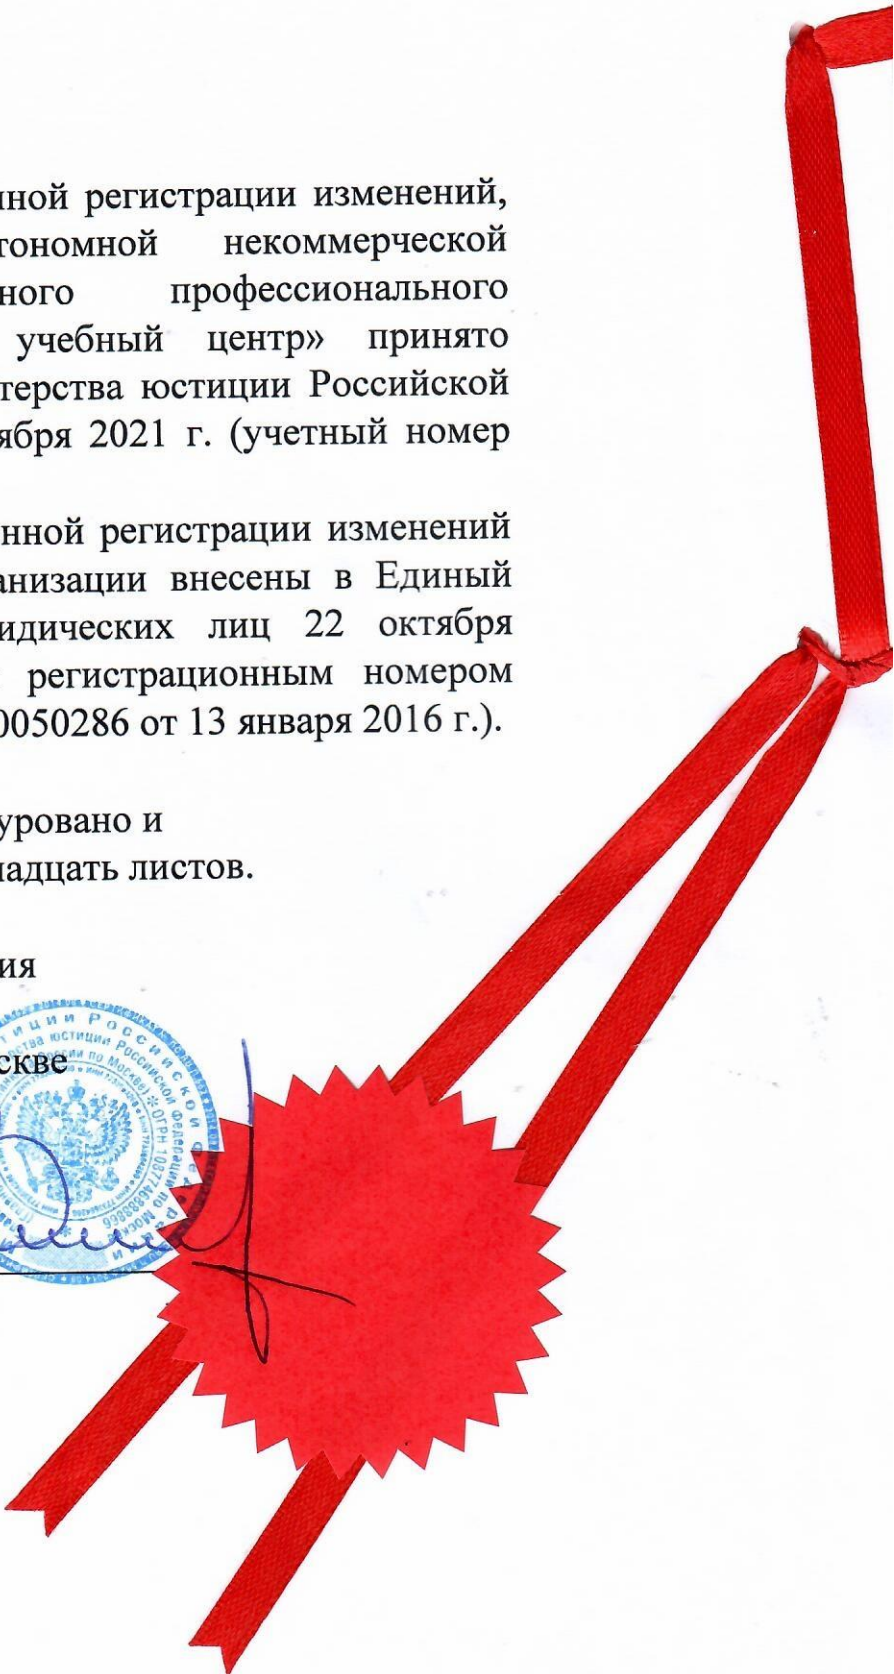 нной регистрации изменений,
тономной некоммерческой
ного профессионального
учебный центр» принято
терства юстиции Российской
ября 2021 г. (учетный номер
нной регистрации изменений
анизации внесены в Единый
идических лиц 22 октября
регистрационным номером
0050286 от 13 января 2016 г.).
уровано и
надцать листов.
ия
скве